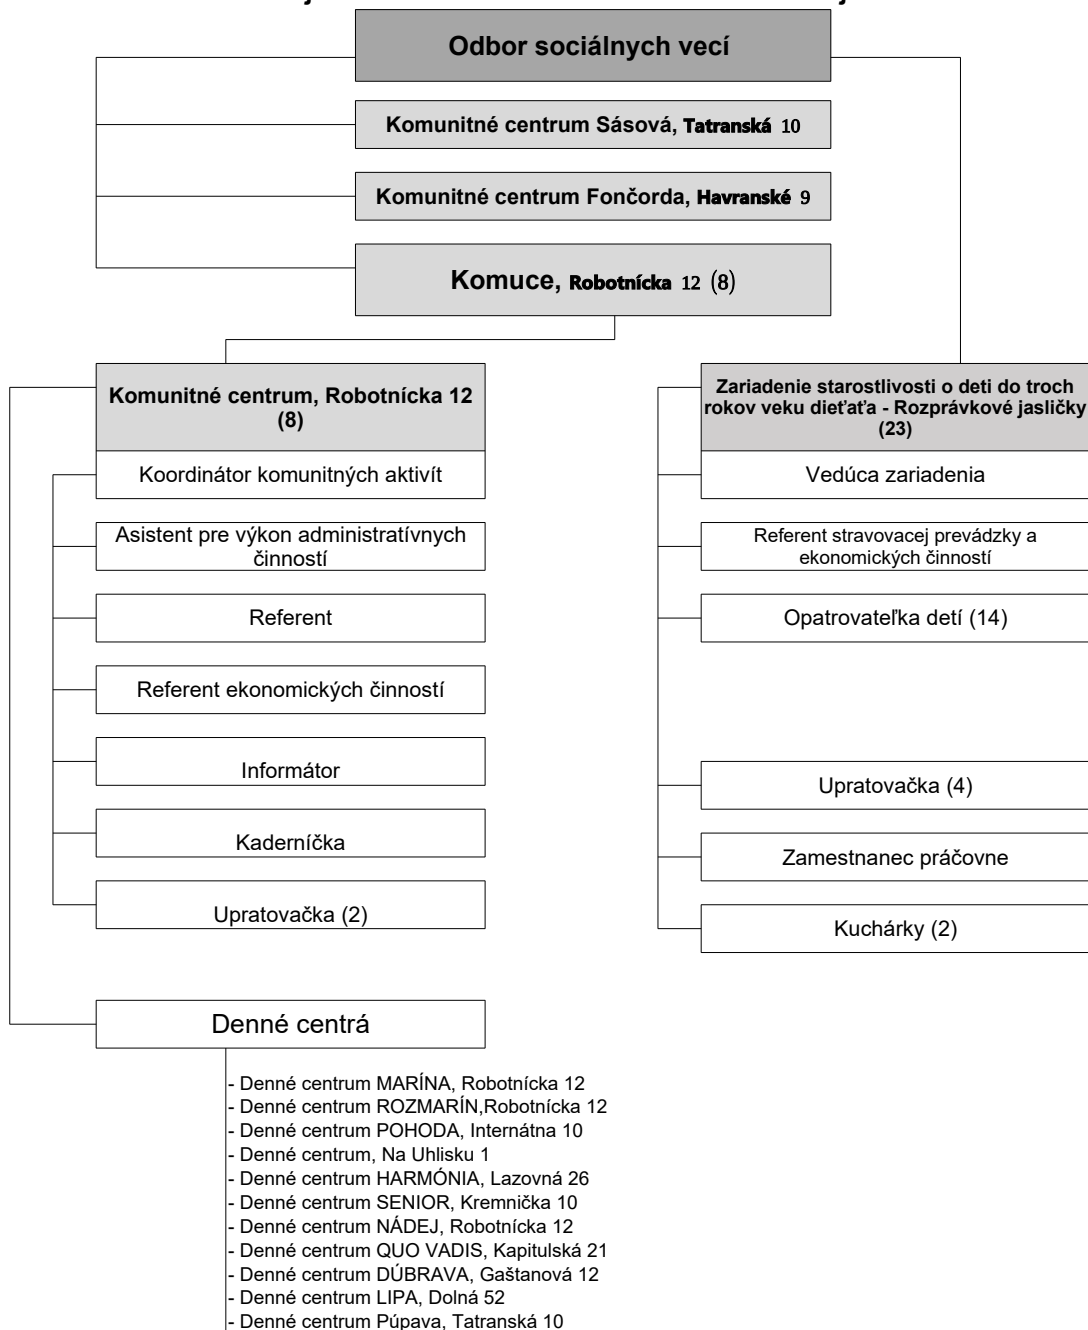 Odbor sociálnych vecí
Komunitné centrum Sásová, Tatranská 10
Komunitné centrum Fončorda, Havranské 9
Komuce, Robotnícka 12 (8)
Komunitné centrum, Robotnícka 12
(8)
Koordinátor komunitných aktivít
Asistent pre výkon administratívnych
činností
Referent
Referent ekonomických činností
Informátor
Kaderníčka
Upratovačka (2)
Zariadenie starostlivosti o deti do troch
rokov veku dieťaťa - Rozprávkové jasličky
(23)
Vedúca zariadenia
Referent stravovacej prevádzky a
ekonomických činností
Opatrovateľka detí (14)
Upratovačka (4)
Zamestnanec práčovne
Kuchárky (2)
Denné centrá
- Denné centrum MARÍNA, Robotnícka 12
- Denné centrum ROZMARÍN,Robotnícka 12
- Denné centrum POHODA, Internátna 10
- Denné centrum, Na Uhlisku 1
- Denné centrum HARMÓNIA, Lazovná 26
- Denné centrum SENIOR, Kremnička 10
- Denné centrum NÁDEJ, Robotnícka 12
- Denné centrum QUO VADIS, Kapitulská 21
- Denné centrum DÚBRAVA, Gaštanová 12
- Denné centrum LIPA, Dolná 52
- Denné centrum Púpava, Tatranská 10